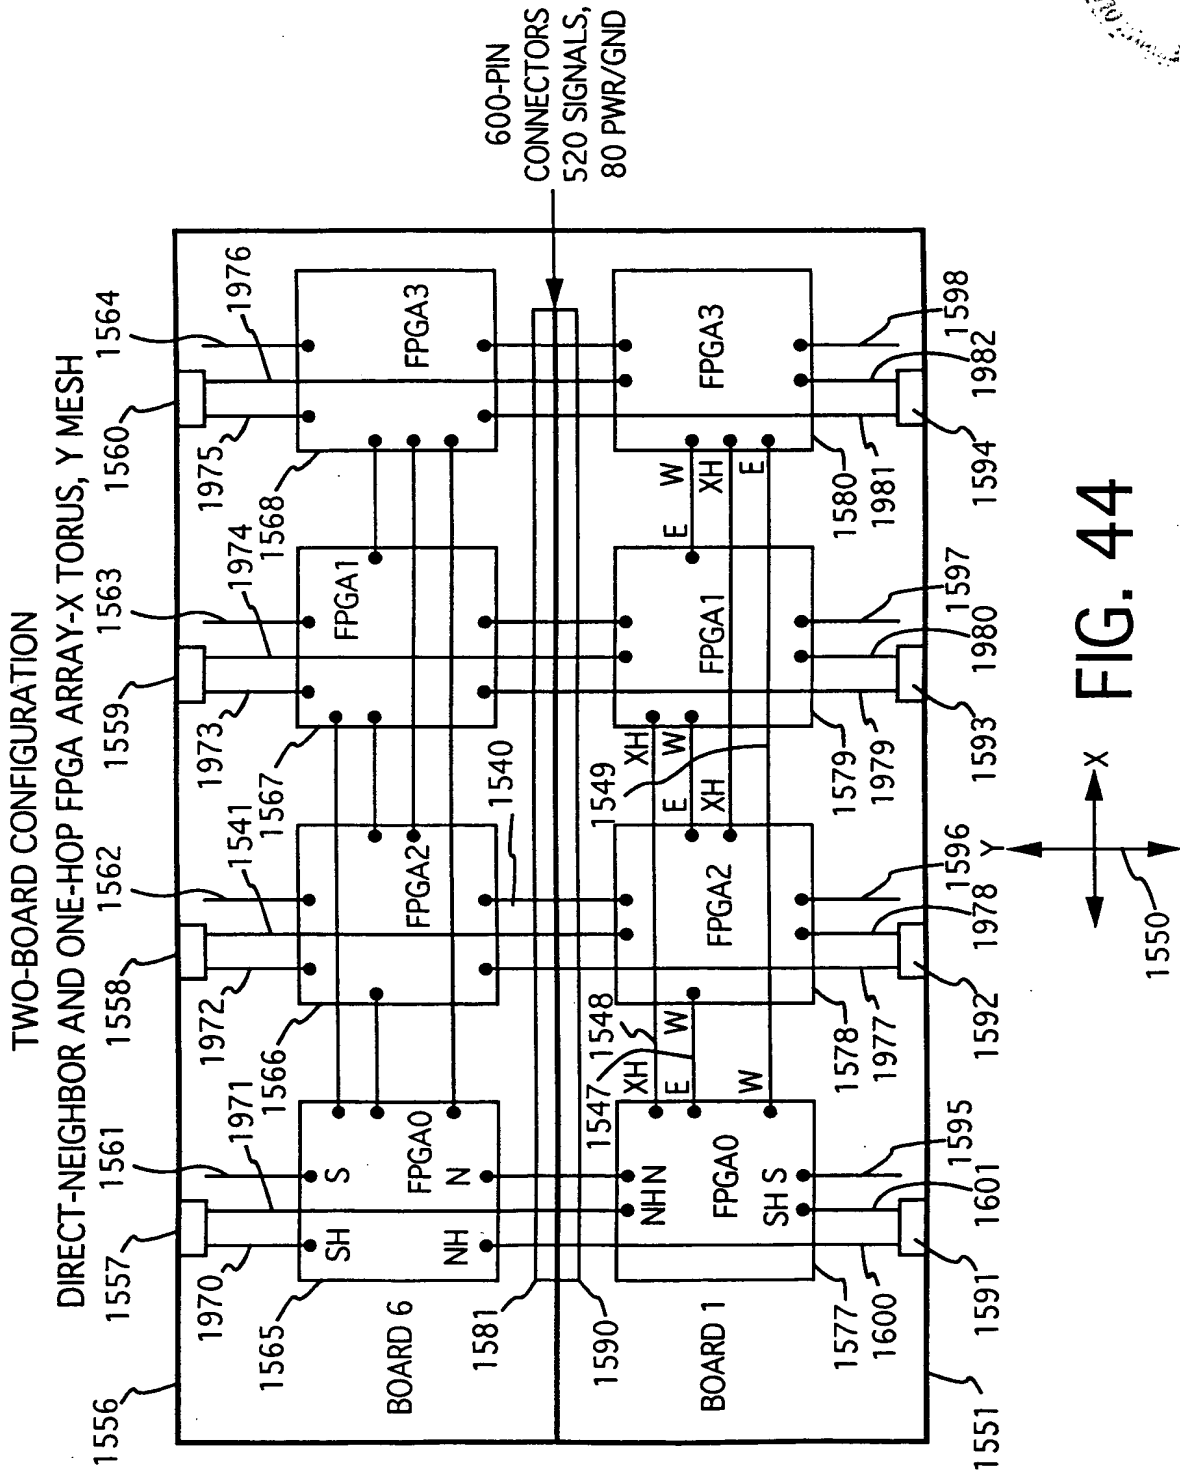 TWO-BOARD CONFIGURATION
DIRECT-NEIGHBOR AND ONE-HOP FPGA ARRAY-X TORUS, Y MESH
1556
1557
1561
1558
1562
1559
1563
1560
1564
1970
1971
1972
1541
1973
1974
1975
1976
1565
1566
1567
1568
SH
S
FPGA0
NH
N
FPGA2
FPGA1
FPGA3
BOARD 6
1540
1581
1590
600-PIN
CONNECTORS
520 SIGNALS,
80 PWR/GND
1547
1548
1549
BOARD 1
NH
N
FPGA0
SH
S
XH
E
W
W
FPGA2
E
XH
XH
W
FPGA1
E
W
XH
E
FPGA3
1577
1600
1578
1977
1579
1979
1580
1981
1551
1591
1601
1595
1592
1978
1596
1593
1980
1597
1594
1982
1598
Y
X
1550
FIG. 44